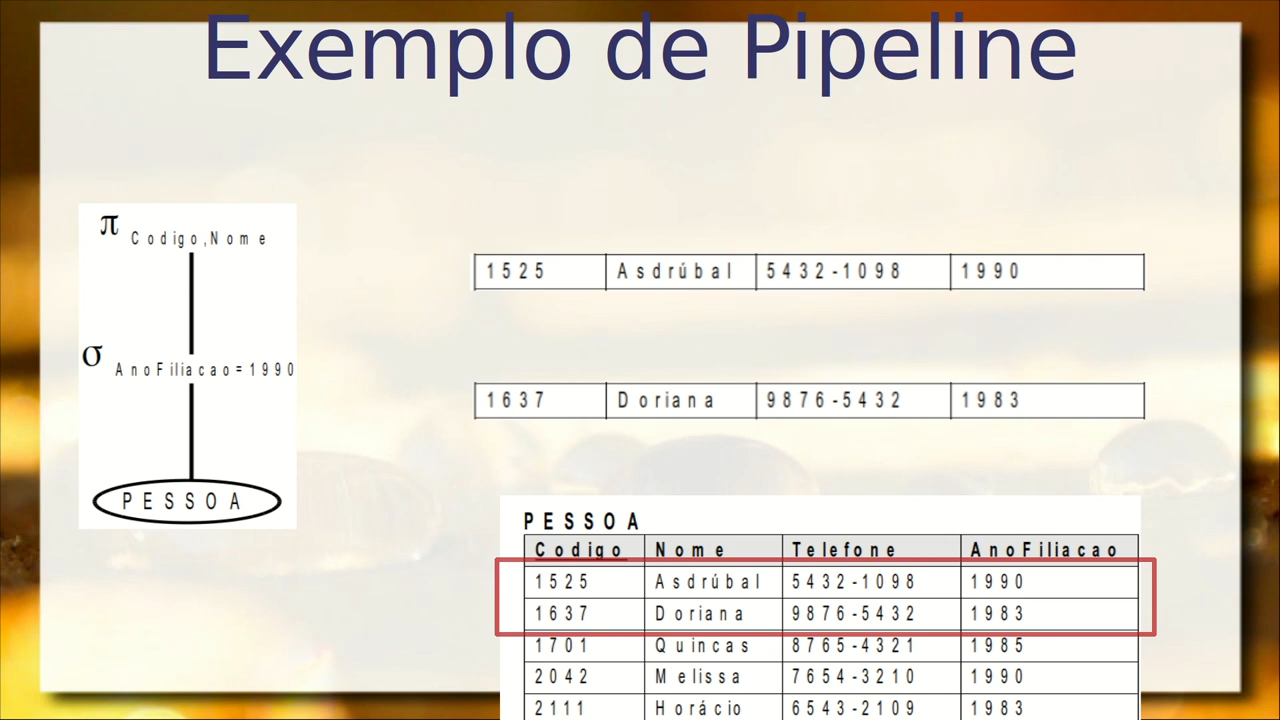 Exemplo de Pipeline
π Codigo,Nome
σ AnoFiliacao=1990
PESSOA
1525 Asdrúbal 5432-1098 1990
1637 Doriana 9876-5432 1983
PESSOA
Codigo Nome Telefone AnoFiliacao
1525 Asdrúbal 5432-1098 1990
1637 Doriana 9876-5432 1983
1701 Quincas 8765-4321 1985
2042 Melissa 7654-3210 1990
2111 Horácio 6543-2109 1983